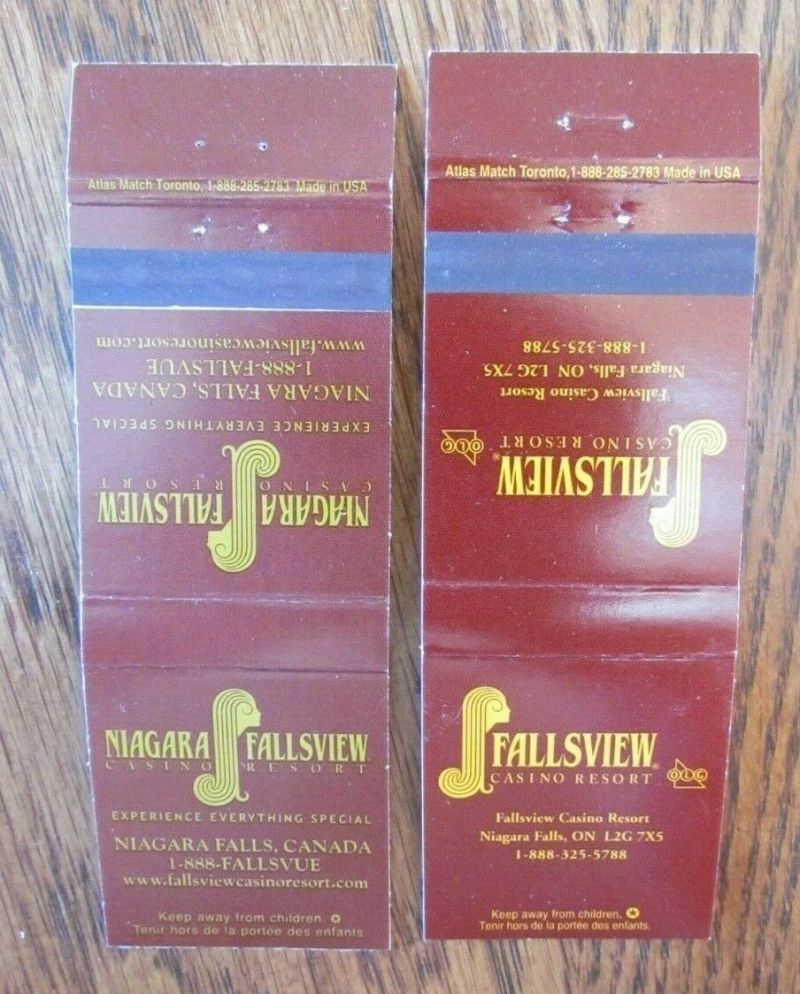 Atlas Match Toronto, 1-888-285-2783 Made in USA
www.fallsviewcasinoresort.com
1-888-FALLSVUE
NIAGARA FALLS, CANADA
EXPERIENCE EVERYTHING SPECIAL
NIAGARA FALLSVIEW
CASINO RESORT
NIAGARA FALLSVIEW
CASINO RESORT
EXPERIENCE EVERYTHING SPECIAL
NIAGARA FALLS, CANADA
1-888-FALLSVUE
www.fallsviewcasinoresort.com
Keep away from children.
Tenir hors de la portée des enfants
Atlas Match Toronto,1-888-285-2783 Made in USA
1-888-325-5788
Niagara Falls, ON L2G 7X5
Fallsview Casino Resort
OLG
CASINO RESORT
FALLSVIEW®
FALLSVIEW®
CASINO RESORT
OLG
Fallsview Casino Resort
Niagara Falls, ON L2G 7X5
1-888-325-5788
Keep away from children.
Tenir hors de la portée des enfants.